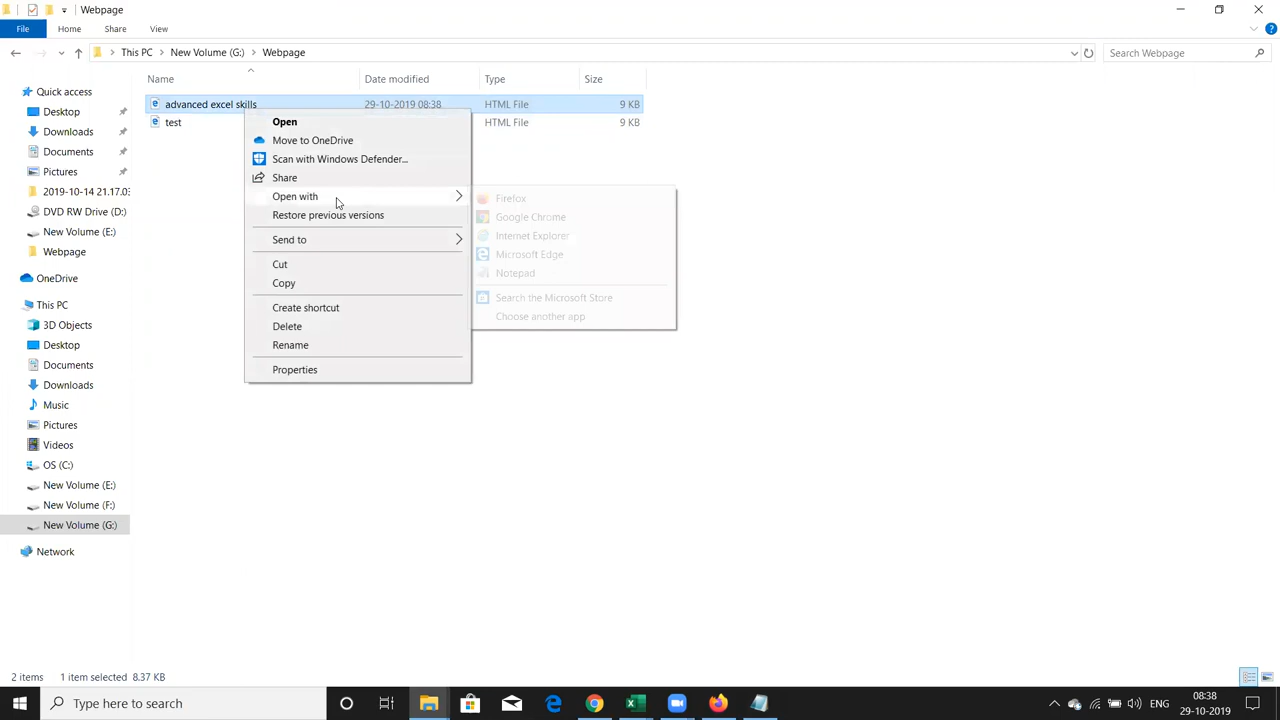 Webpage
File Home Share View
This PC New Volume (G:) Webpage Search Webpage
Name Date modified Type Size
advanced excel skills 29-10-2019 08:38 HTML File 9 KB
test HTML File 9 KB
Quick access
Desktop
Downloads
Documents
Pictures
2019-10-14 21.17.03
DVD RW Drive (D:)
New Volume (E:)
Webpage
OneDrive
This PC
3D Objects
Desktop
Documents
Downloads
Music
Pictures
Videos
OS (C:)
New Volume (E:)
New Volume (F:)
New Volume (G:)
Network
Open
Move to OneDrive
Scan with Windows Defender...
Share
Open with
Restore previous versions
Send to
Cut
Copy
Create shortcut
Delete
Rename
Properties
Firefox
Google Chrome
Internet Explorer
Microsoft Edge
Notepad
Search the Microsoft Store
Choose another app
2 items 1 item selected 8.37 KB
Type here to search
ENG
08:38
29-10-2019